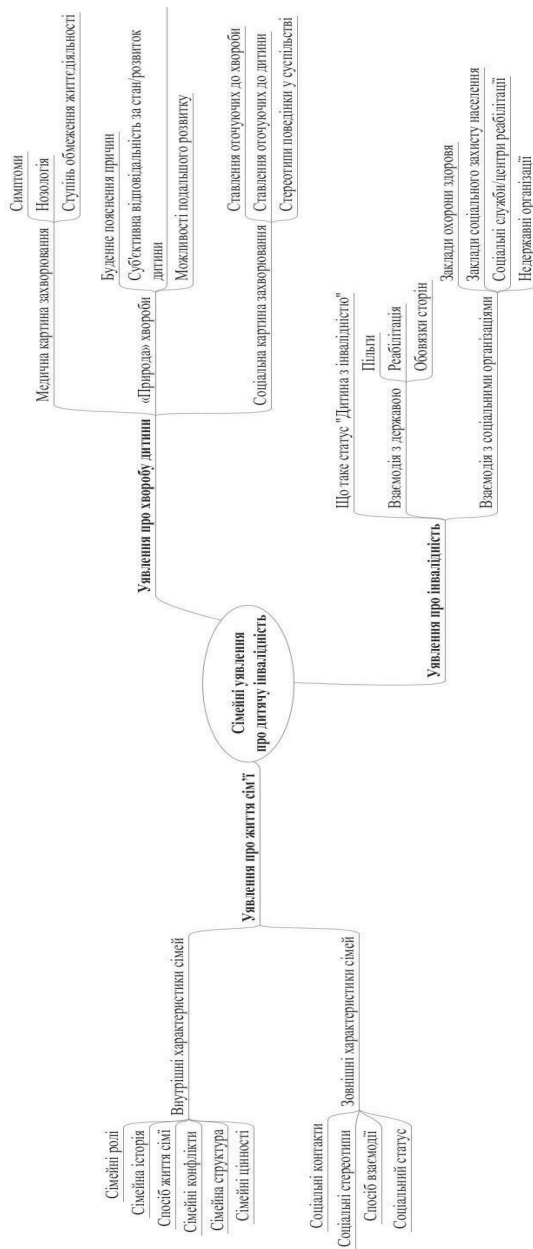 Сімейні уявлення
про дитячу інвалідність
Уявлення про хворобу дитини
Медична картина захворювання
Симптоми
Нозологія
Ступінь обмеження життєдіяльності
«Природа» хвороби
Буденне пояснення причин
Суб'єктивна відповідальність за стан/розвиток
дитини
Можливості подальшого розвитку
Соціальна картина захворювання
Ставлення оточуючих до хвороби
Ставлення оточуючих до дитини
Стереотипи поведінки у суспільстві
Уявлення про інвалідність
Що таке статус "Дитина з інвалідністю"
Взаємодія з державою
Пільги
Реабілітація
Обовязки сторін
Взаємодія з соціальними організаціями
Заклади охорони здоровя
Заклади соціального захисту населення
Соціальні служби/центри реабілітації
Недержавні організації
Уявлення про життя сім'ї
Внутрішні характеристики сімей
Сімейні ролі
Сімейна історія
Спосіб життя сімї
Сімейні конфлікти
Сімейна структура
Сімейні цінності
Зовнішні характеристики сімей
Соціальні контакти
Соціальні стереотипи
Спосіб взаємодії
Соціальний статус